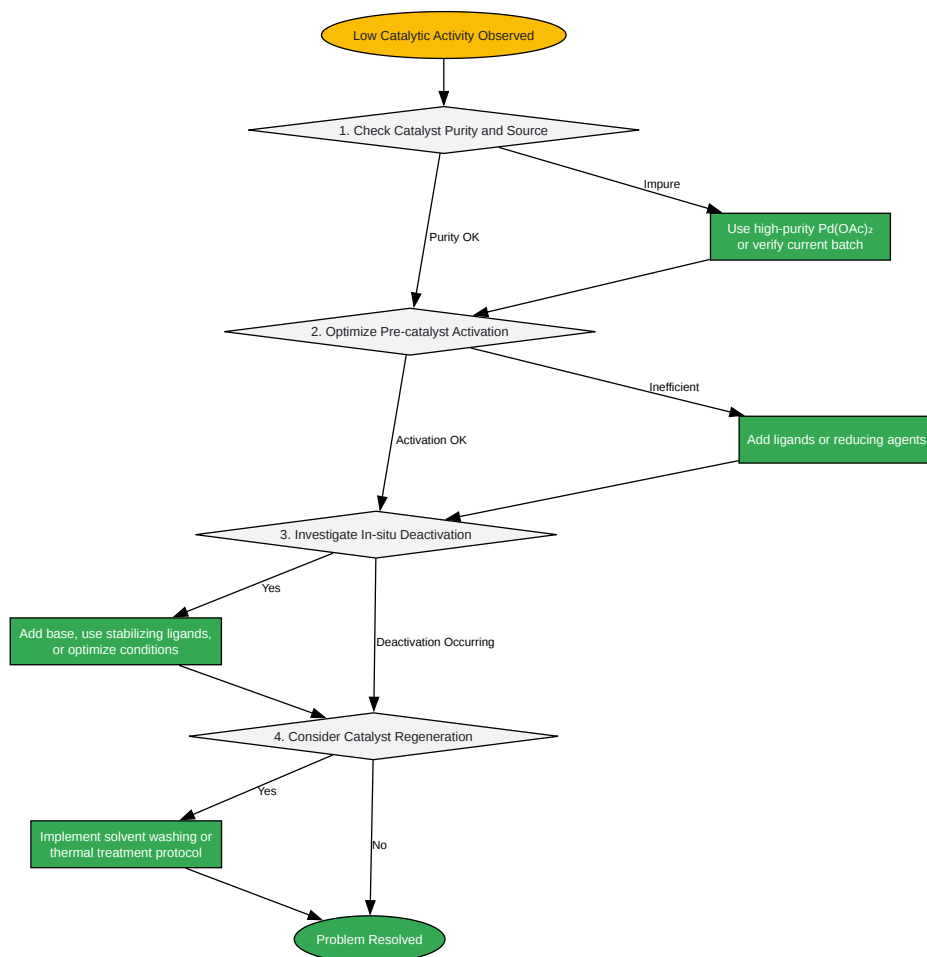 Low Catalytic Activity Observed
1. Check Catalyst Purity and Source
Impure
Use high-purity Pd(OAc)₂
or verify current batch
Purity OK
2. Optimize Pre-catalyst Activation
Inefficient
Add ligands or reducing agents
Activation OK
3. Investigate In-situ Deactivation
Yes
Add base, use stabilizing ligands,
or optimize conditions
Deactivation Occurring
4. Consider Catalyst Regeneration
Yes
Implement solvent washing or
thermal treatment protocol
No
Problem Resolved